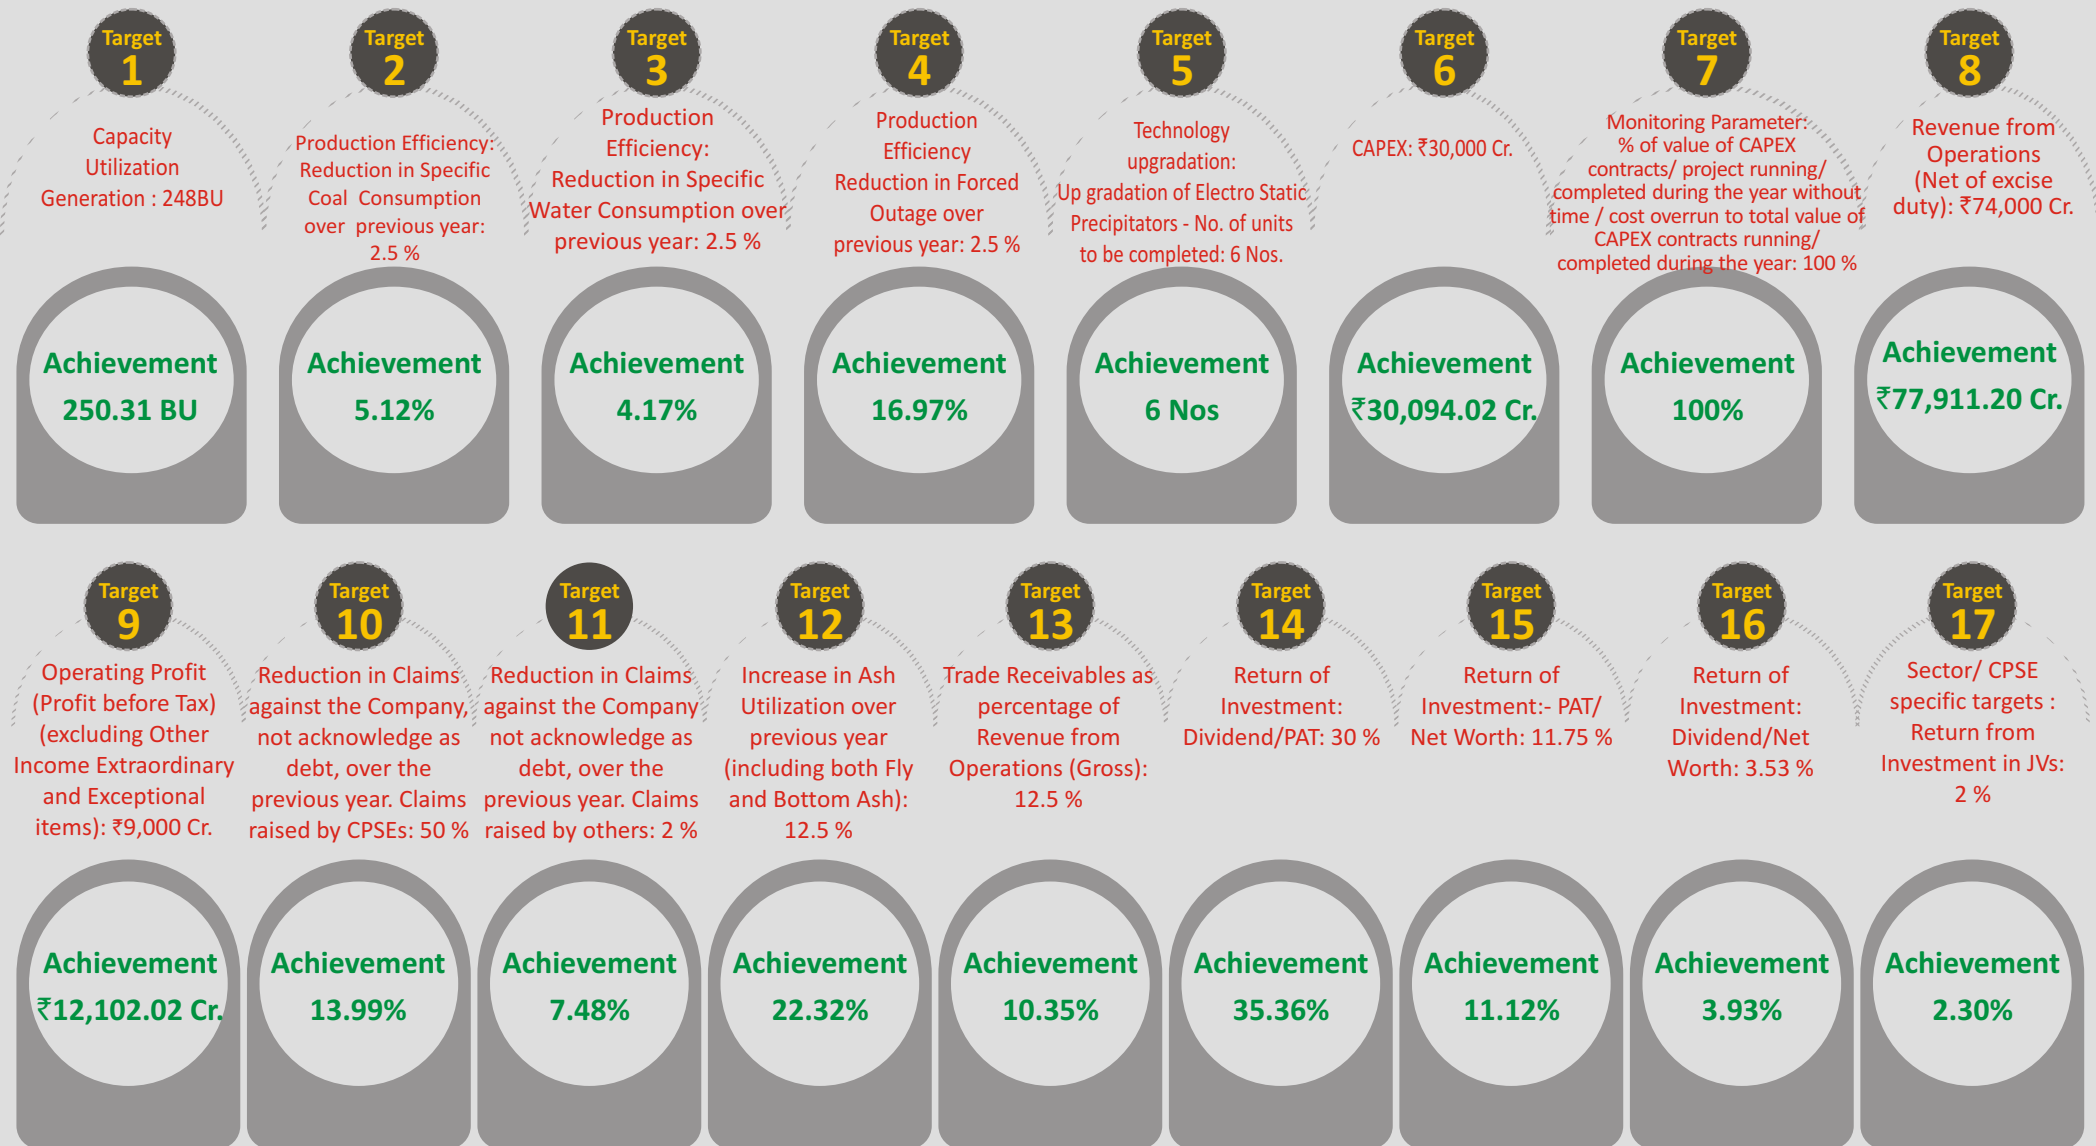 Target
1
Capacity
Utilization
Generation : 248BU
Achievement
250.31 BU
Target
2
Production Efficiency:
Reduction in Specific
Coal Consumption
over previous year:
2.5 %
Achievement
5.12%
Target
3
Production
Efficiency:
Reduction in Specific
Water Consumption over
previous year: 2.5 %
Achievement
4.17%
Target
4
Production
Efficiency
Reduction in Forced
Outage over
previous year: 2.5 %
Achievement
16.97%
Target
5
Technology
upgradation:
Up gradation of Electro Static
Precipitators - No. of units
to be completed: 6 Nos.
Achievement
6 Nos
Target
6
CAPEX: ₹30,000 Cr.
Achievement
₹30,094.02 Cr.
Target
7
Monitoring Parameter:
% of value of CAPEX
contracts/ project running/
completed during the year without
time / cost overrun to total value of
CAPEX contracts running/
completed during the year: 100 %
Achievement
100%
Target
8
Revenue from
Operations
(Net of excise
duty): ₹74,000 Cr.
Achievement
₹77,911.20 Cr.
Target
9
Operating Profit
(Profit before Tax)
(excluding Other
Income Extraordinary
and Exceptional
items): ₹9,000 Cr.
Achievement
₹12,102.02 Cr.
Target
10
Reduction in Claims
against the Company,
not acknowledge as
debt, over the
previous year. Claims
raised by CPSEs: 50 %
Achievement
13.99%
Target
11
Reduction in Claims
against the Company
not acknowledge as
debt, over the
previous year. Claims
raised by others: 2 %
Achievement
7.48%
Target
12
Increase in Ash
Utilization over
previous year
(including both Fly
and Bottom Ash):
12.5 %
Achievement
22.32%
Target
13
Trade Receivables as
percentage of
Revenue from
Operations (Gross):
12.5 %
Achievement
10.35%
Target
14
Return of
Investment:
Dividend/PAT: 30 %
Achievement
35.36%
Target
15
Return of
Investment:- PAT/
Net Worth: 11.75 %
Achievement
11.12%
Target
16
Return of
Investment:
Dividend/Net
Worth: 3.53 %
Achievement
3.93%
Target
17
Sector/ CPSE
specific targets :
Return from
Investment in JVs:
2 %
Achievement
2.30%